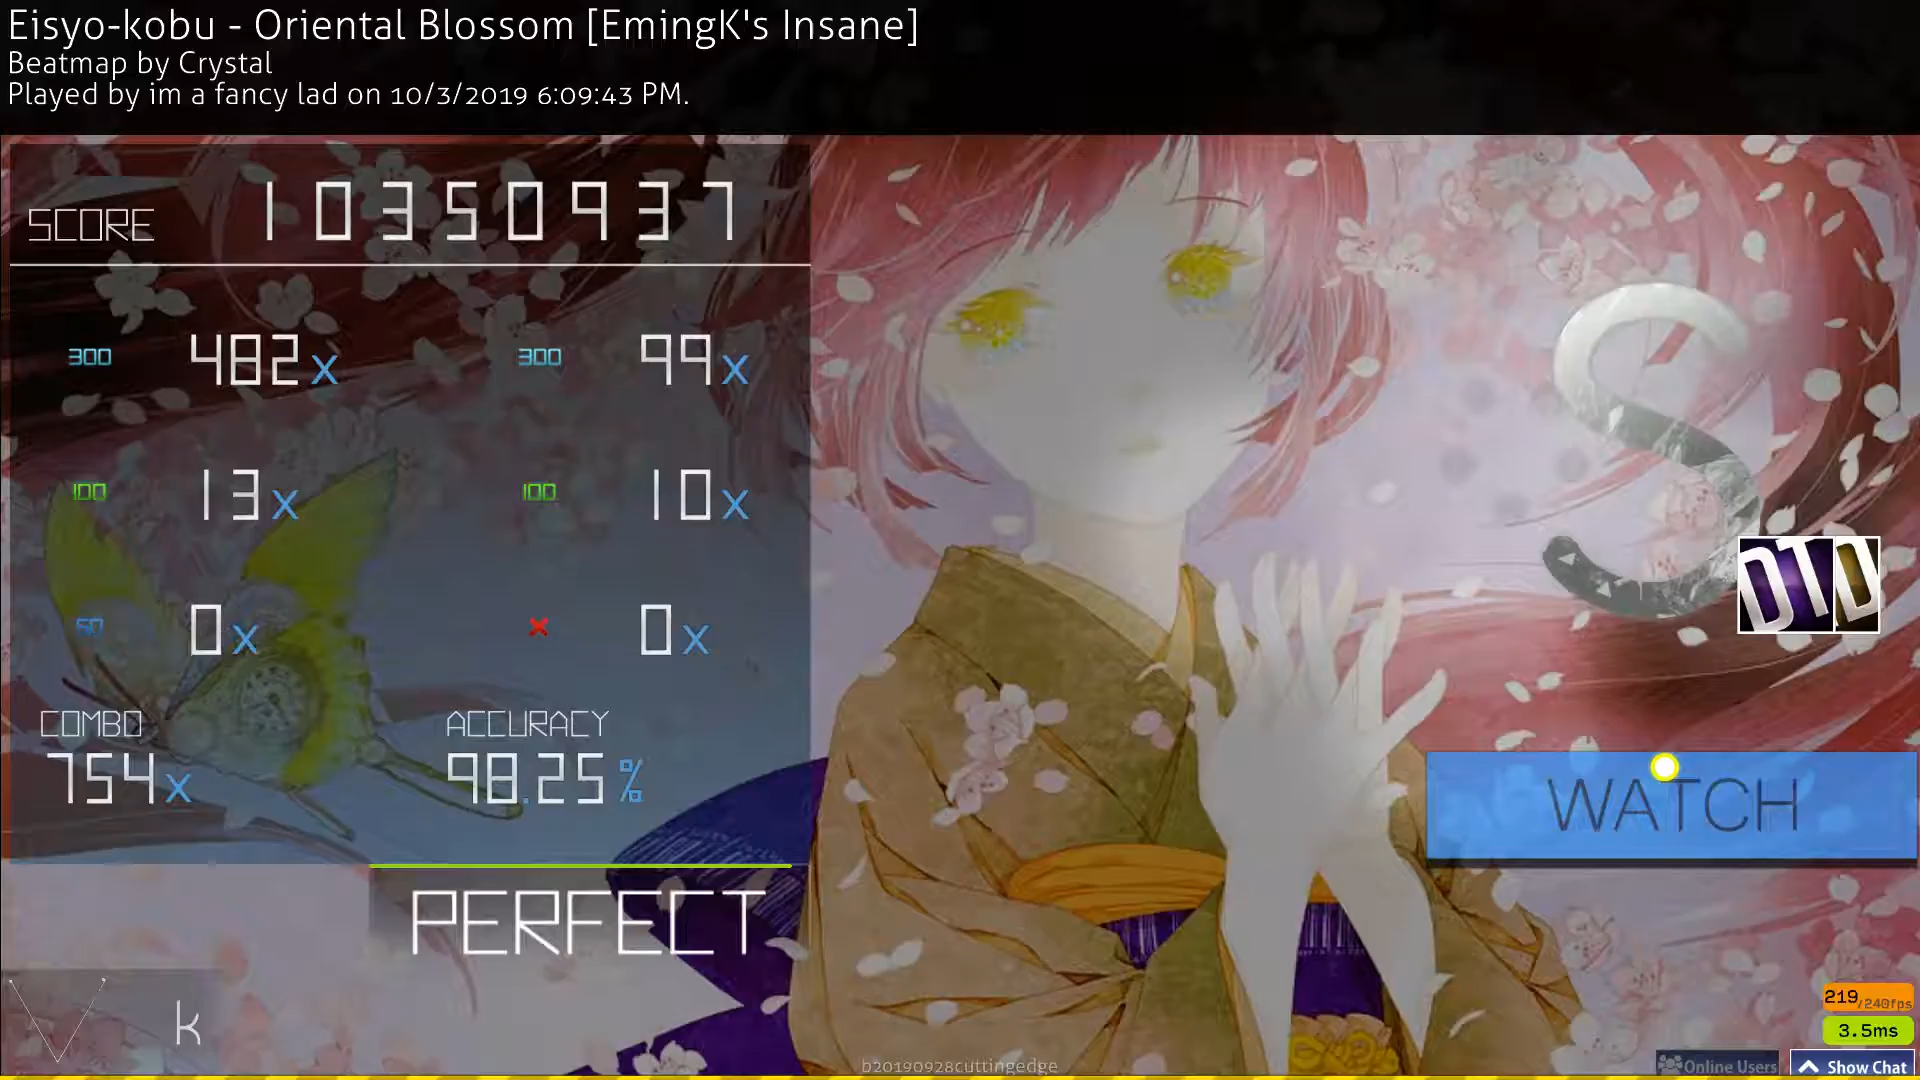 Eisyo-kobu - Oriental Blossom [EmingK's Insane]
Beatmap by Crystal
Played by im a fancy lad on 10/3/2019 6:09:43 PM.
SCORE 10350937
300 482x 300 99x
100 13x 100 10x
50 0x X 0x
COMBO ACCURACY
754x 98.25%
PERFECT
S
DT
WATCH
k
219/240fps
3.5ms
b20190928cuttingedge
Online Users Show Chat